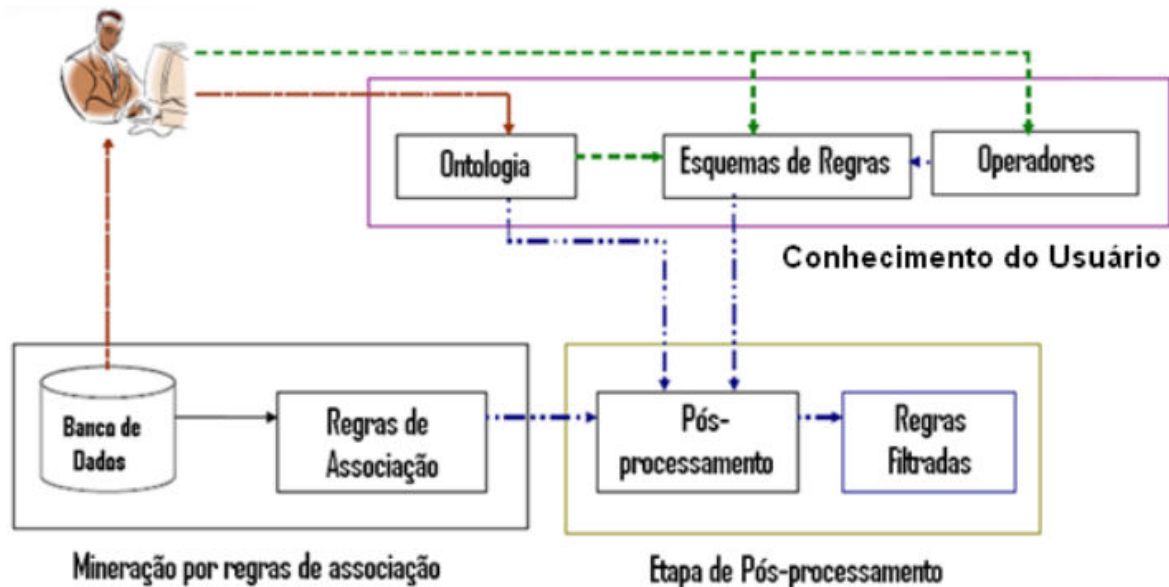 Ontologia
Esquemas de Regras
Operadores
Conhecimento do Usuário
Banco de
Dados
Regras de
Associação
Pós-
processamento
Regras
Filtradas
Mineração por regras de associação
Etapa de Pós-processamento